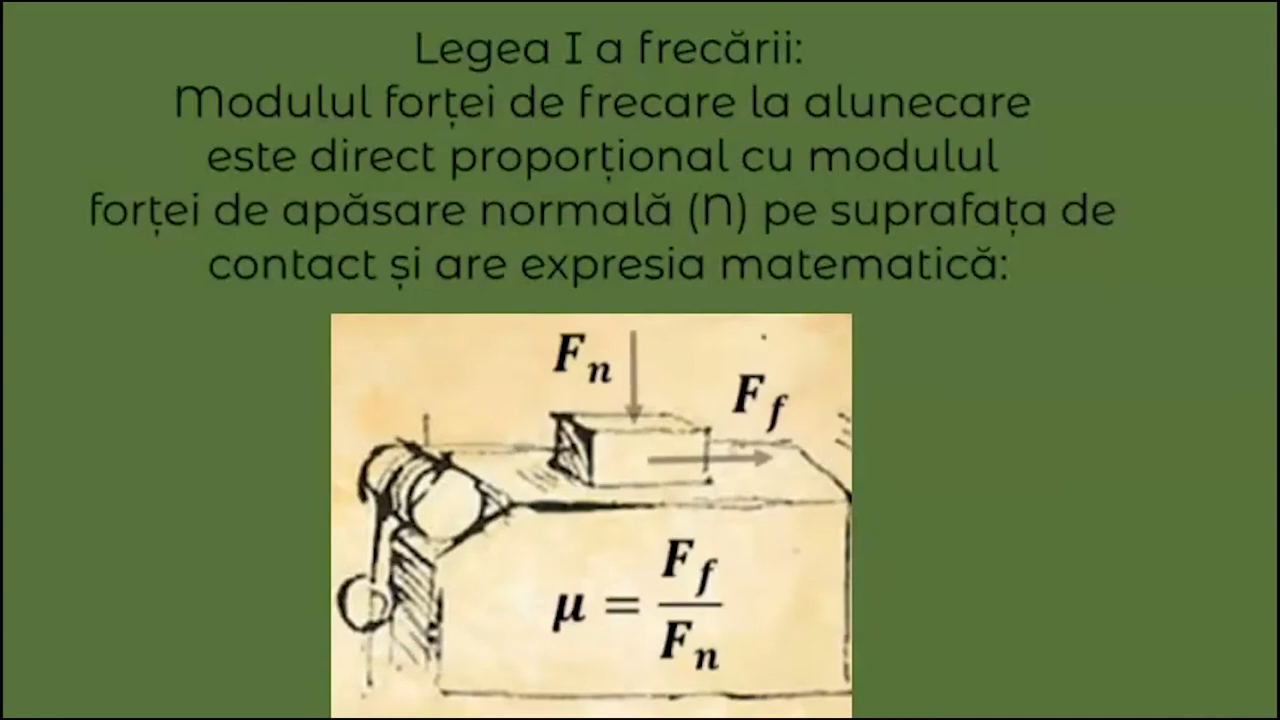 Legea I a frecării:
Modulul forței de frecare la alunecare
este direct proporțional cu modulul
forței de apăsare normală (N) pe suprafața de
contact și are expresia matematică:
Fn
Ff
μ = Ff / Fn